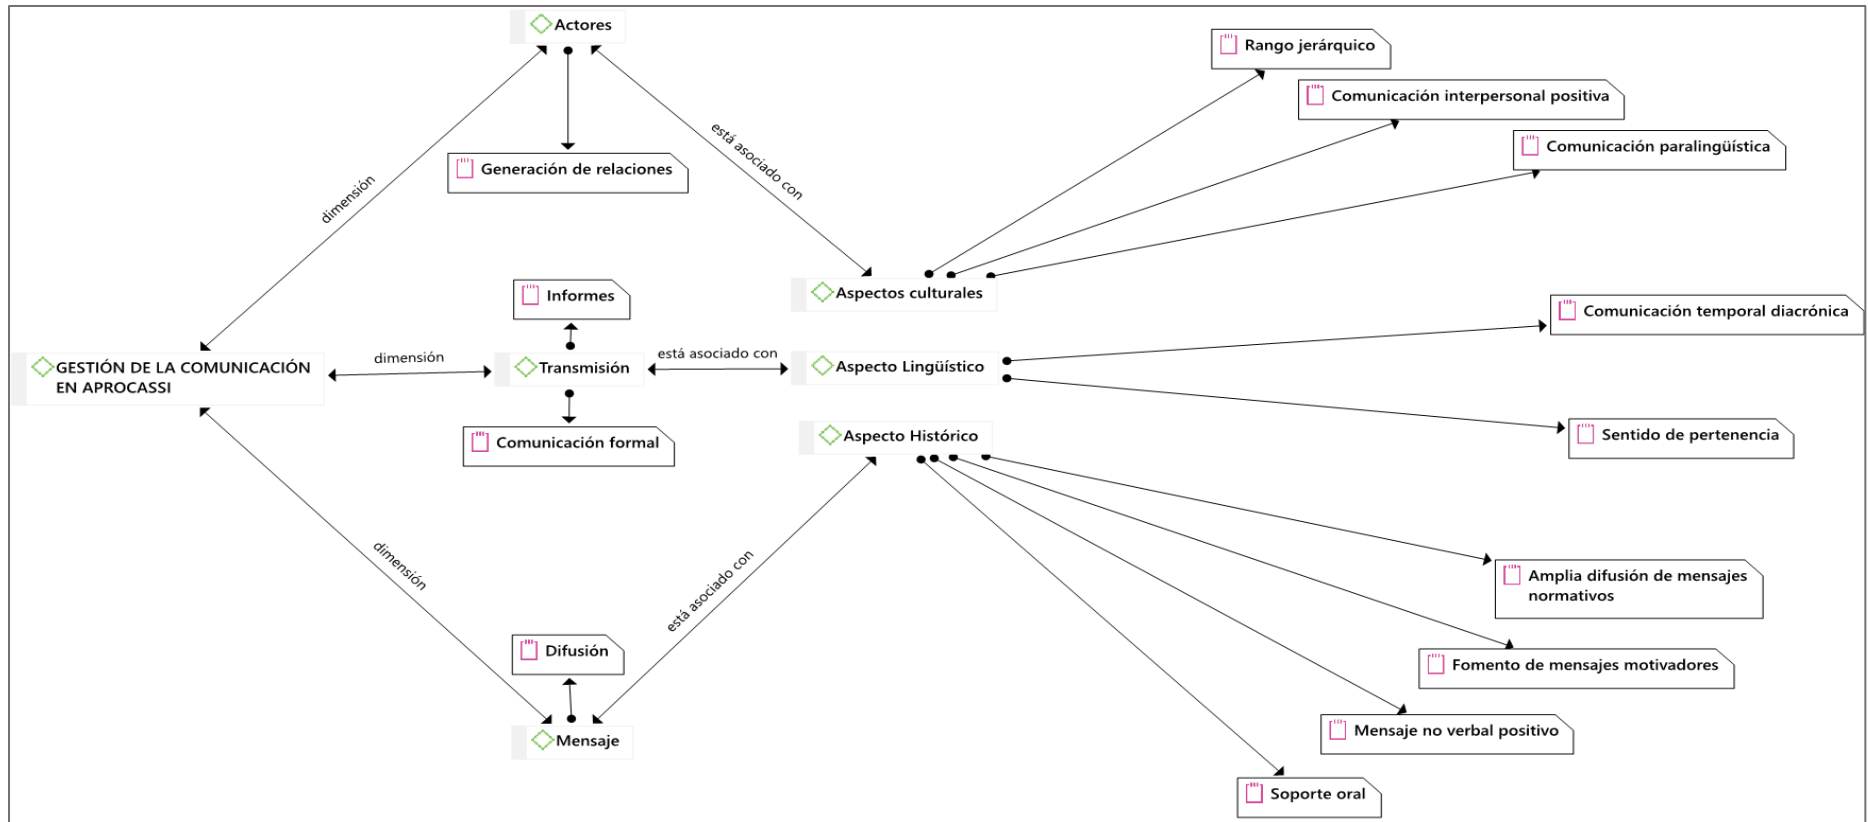 Actores
Rango jerárquico
Comunicación interpersonal positiva
Comunicación paralingüística
está asociado con
Generación de relaciones
dimensión
Aspectos culturales
Informes
Comunicación temporal diacrónica
GESTIÓN DE LA COMUNICACIÓN
EN APROCASSI
dimensión
Transmisión
está asociado con
Aspecto Lingüístico
Comunicación formal
Aspecto Histórico
Sentido de pertenencia
dimensión
está asociado con
Amplia difusión de mensajes
normativos
Difusión
Fomento de mensajes motivadores
Mensaje no verbal positivo
Mensaje
Soporte oral